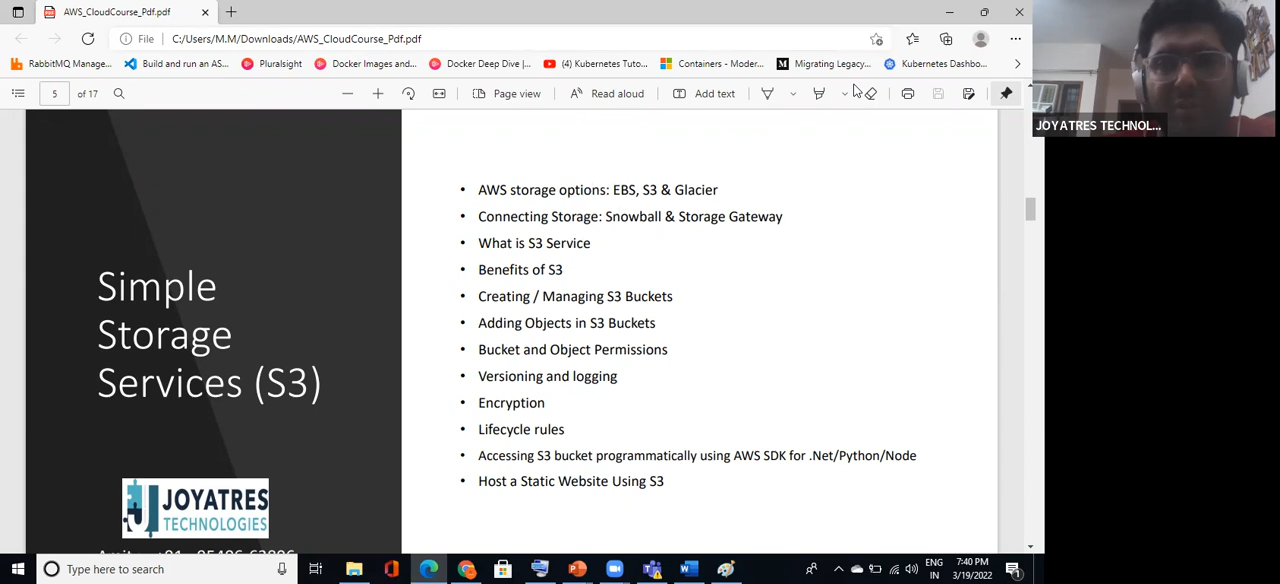 AWS_CloudCourse_Pdf.pdf
File C:/Users/M.M/Downloads/AWS_CloudCourse_Pdf.pdf
RabbitMQ Manage... Build and run an AS... Pluralsight Docker Images and... Docker Deep Dive |... (4) Kubernetes Tuto... Containers - Moder... Migrating Legacy,... Kubernetes Dashbo...
5 of 17 Page view Read aloud Add text
JOYATRES TECHNOL...
Simple
Storage
Services (S3)
JOYATRES
TECHNOLOGIES
• AWS storage options: EBS, S3 & Glacier
• Connecting Storage: Snowball & Storage Gateway
• What is S3 Service
• Benefits of S3
• Creating / Managing S3 Buckets
• Adding Objects in S3 Buckets
• Bucket and Object Permissions
• Versioning and logging
• Encryption
• Lifecycle rules
• Accessing S3 bucket programmatically using AWS SDK for .Net/Python/Node
• Host a Static Website Using S3
Type here to search
ENG
IN
7:40 PM
3/19/2022